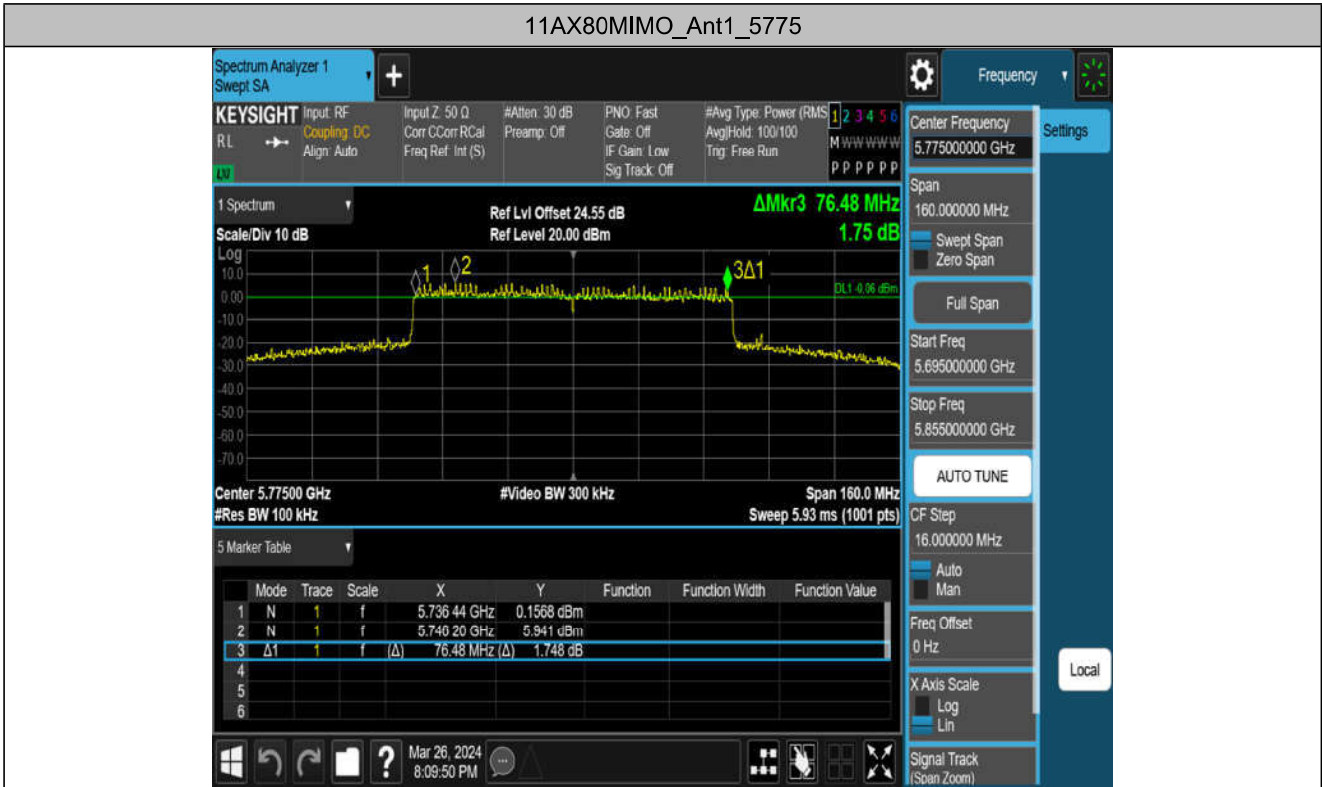 11AX80MIMO_Ant1_5775
Spectrum Analyzer 1
Swept SA
+
Frequency
KEYSIGHT
RL
Input: RF
Coupling: DC
Align: Auto
Input Z: 50 Ω
Corr CCorr RCal
Freq Ref: Int (S)
#Atten: 30 dB
Preamp: Off
PNO: Fast
Gate: Off
IF Gain: Low
Sig Track: Off
#Avg Type: Power (RMS
Avg|Hold: 100/100
Trig: Free Run
1 2 3 4 5 6
M W W W W W
P P P P P P
Center Frequency
5.775000000 GHz
Settings
Span
160.000000 MHz
Swept Span
Zero Span
Full Span
Start Freq
5.695000000 GHz
Stop Freq
5.855000000 GHz
AUTO TUNE
CF Step
16.000000 MHz
Auto
Man
Freq Offset
0 Hz
X Axis Scale
Log
Lin
Signal Track
(Span Zoom)
Local
1 Spectrum
Scale/Div 10 dB
Ref Lvl Offset 24.55 dB
Ref Level 20.00 dBm
ΔMkr3 76.48 MHz
1.75 dB
Log
10.0
0.00
-10.0
-20.0
-30.0
-40.0
-50.0
-60.0
-70.0
1
2
3Δ1
DL1 -0.06 dBm
Center 5.77500 GHz
#Video BW 300 kHz
Span 160.0 MHz
#Res BW 100 kHz
Sweep 5.93 ms (1001 pts)
5 Marker Table
Mode Trace Scale X Y Function Function Width Function Value
1 N 1 f 5.736 44 GHz 0.1568 dBm
2 N 1 f 5.746 20 GHz 5.941 dBm
3 Δ1 1 f (Δ) 76.48 MHz (Δ) 1.748 dB
4
5
6
?
Mar 26, 2024
8:09:50 PM